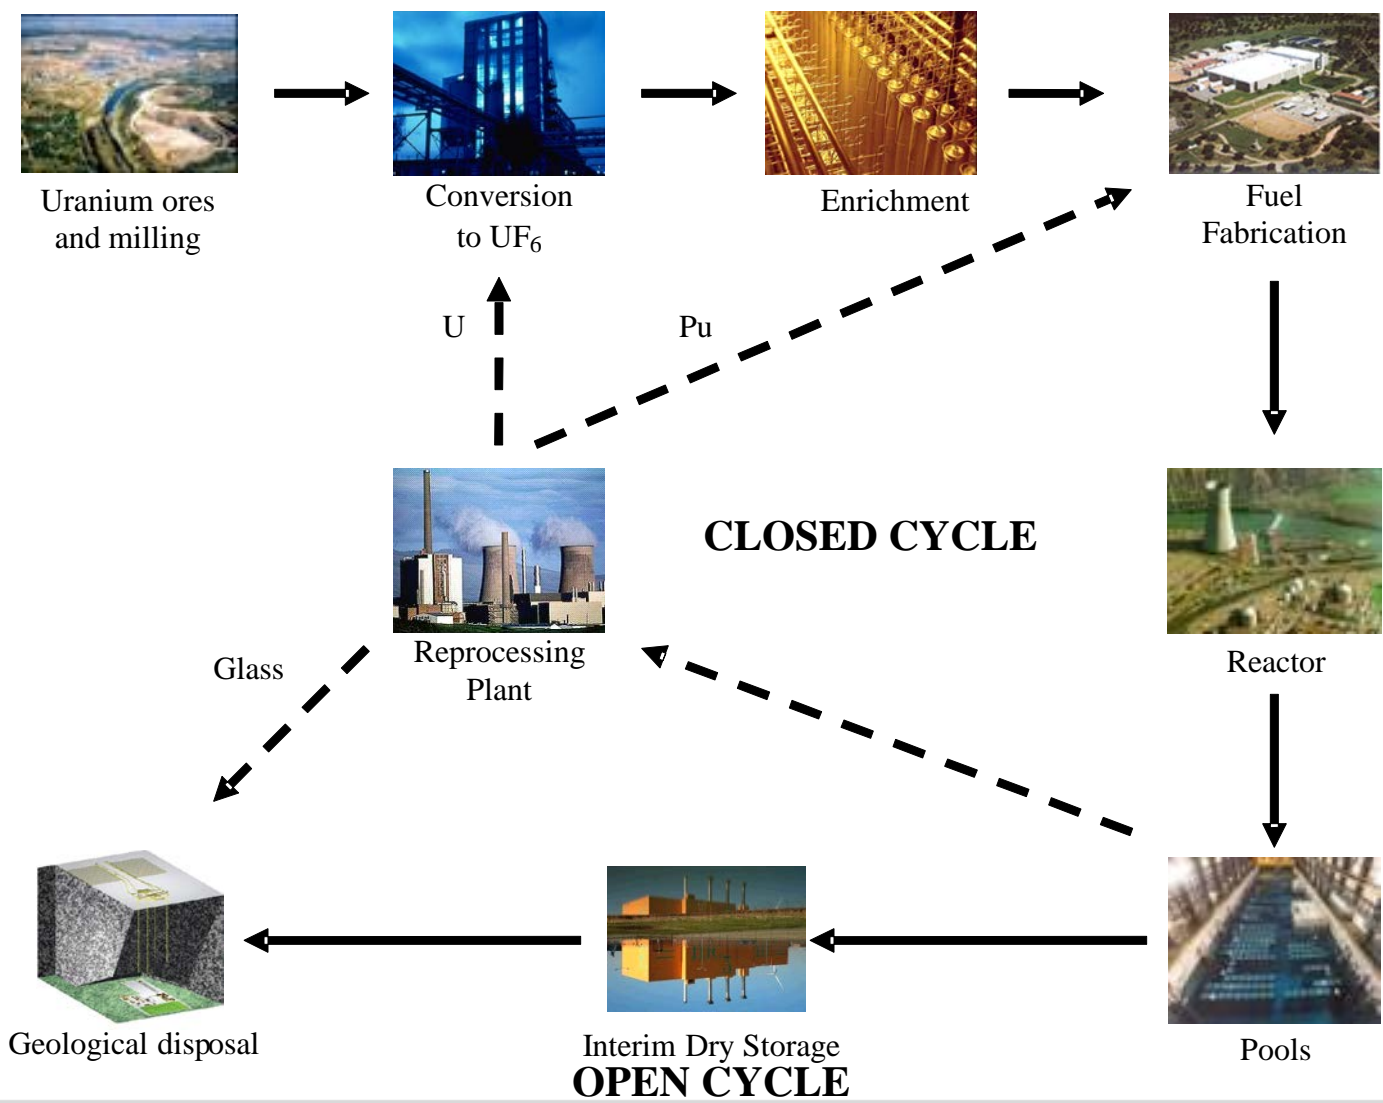 Uranium ores
and milling
Conversion
to UF₆
Enrichment
Fuel
Fabrication
U
Pu
CLOSED CYCLE
Reprocessing
Plant
Glass
Reactor
Geological disposal
Interim Dry Storage
Pools
OPEN CYCLE